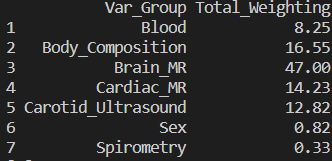 Var_Group Total_Weighting
1 Blood 8.25
2 Body_Composition 16.55
3 Brain_MR 47.00
4 Cardiac_MR 14.23
5 Carotid_Ultrasound 12.82
6 Sex 0.82
7 Spirometry 0.33